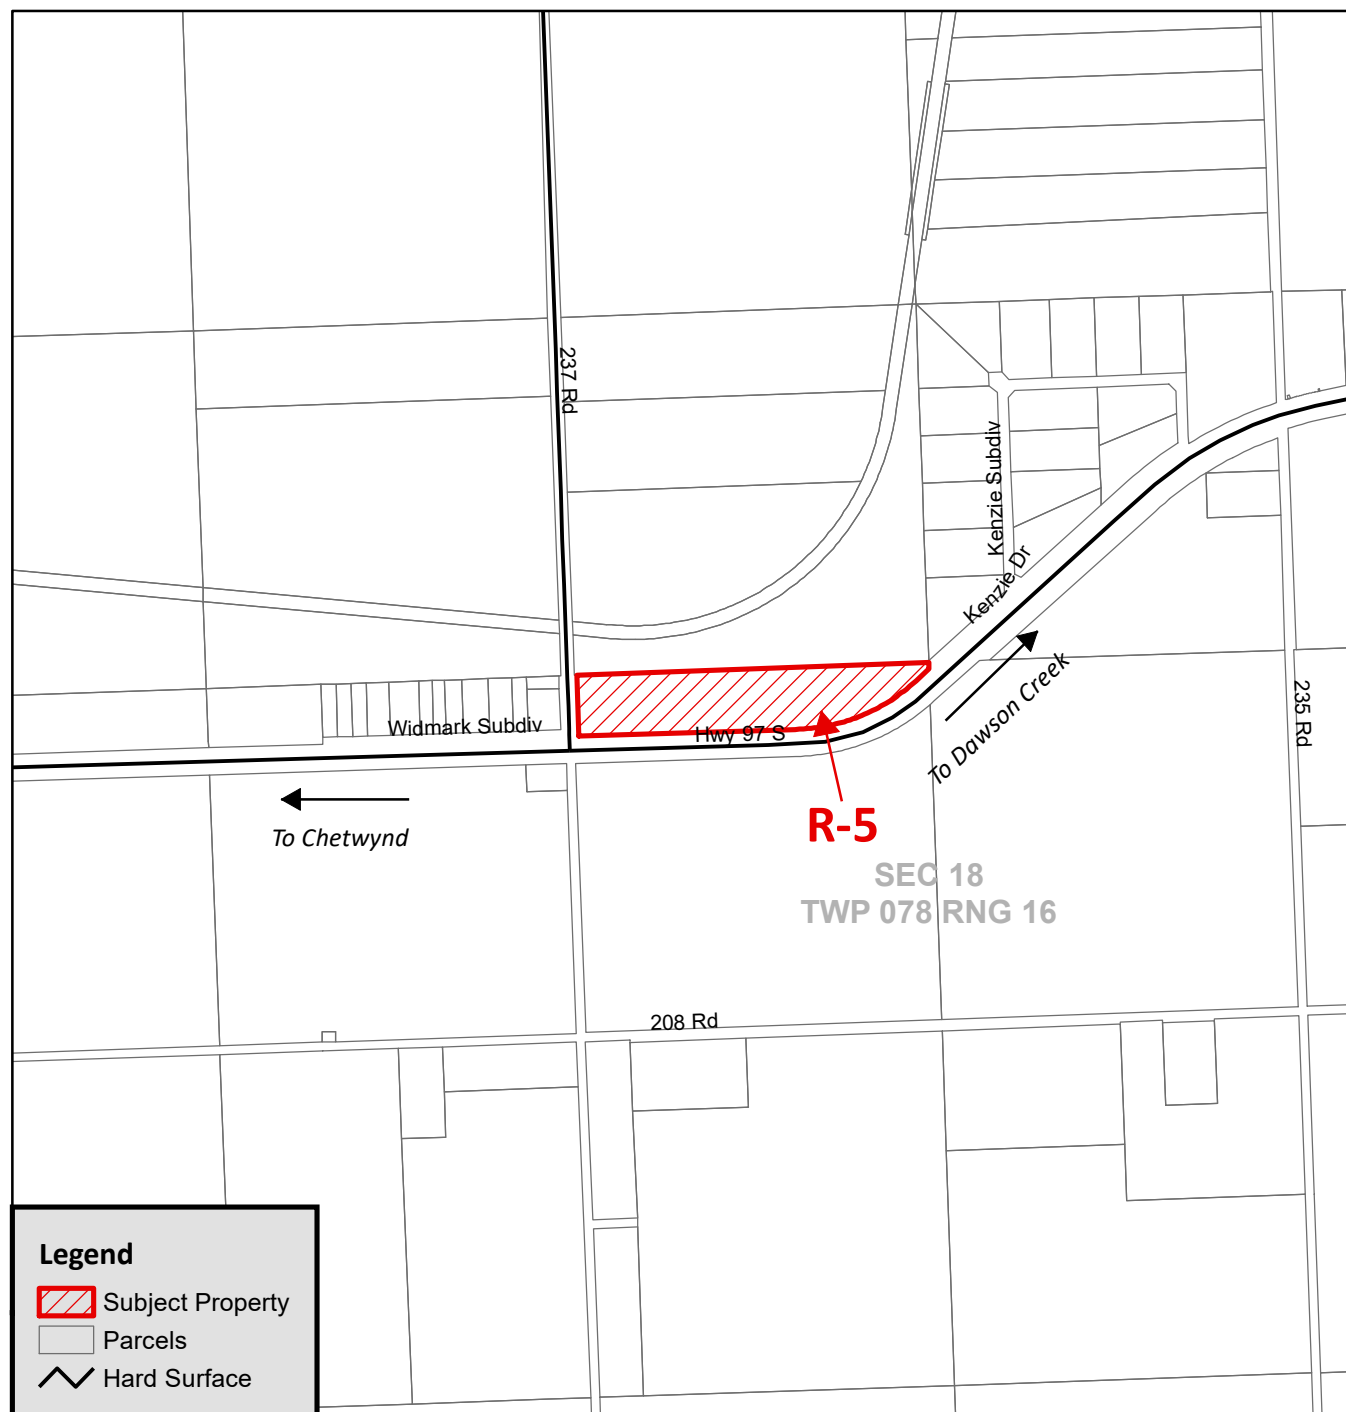 237 Rd
Kenzie Subdiv
Kenzie Dr
Widmark Subdiv
Hwy 97 S
To Dawson Creek
235 Rd
To Chetwynd
R-5
SEC 18
TWP 078 RNG 16
208 Rd
Legend
Subject Property
Parcels
Hard Surface